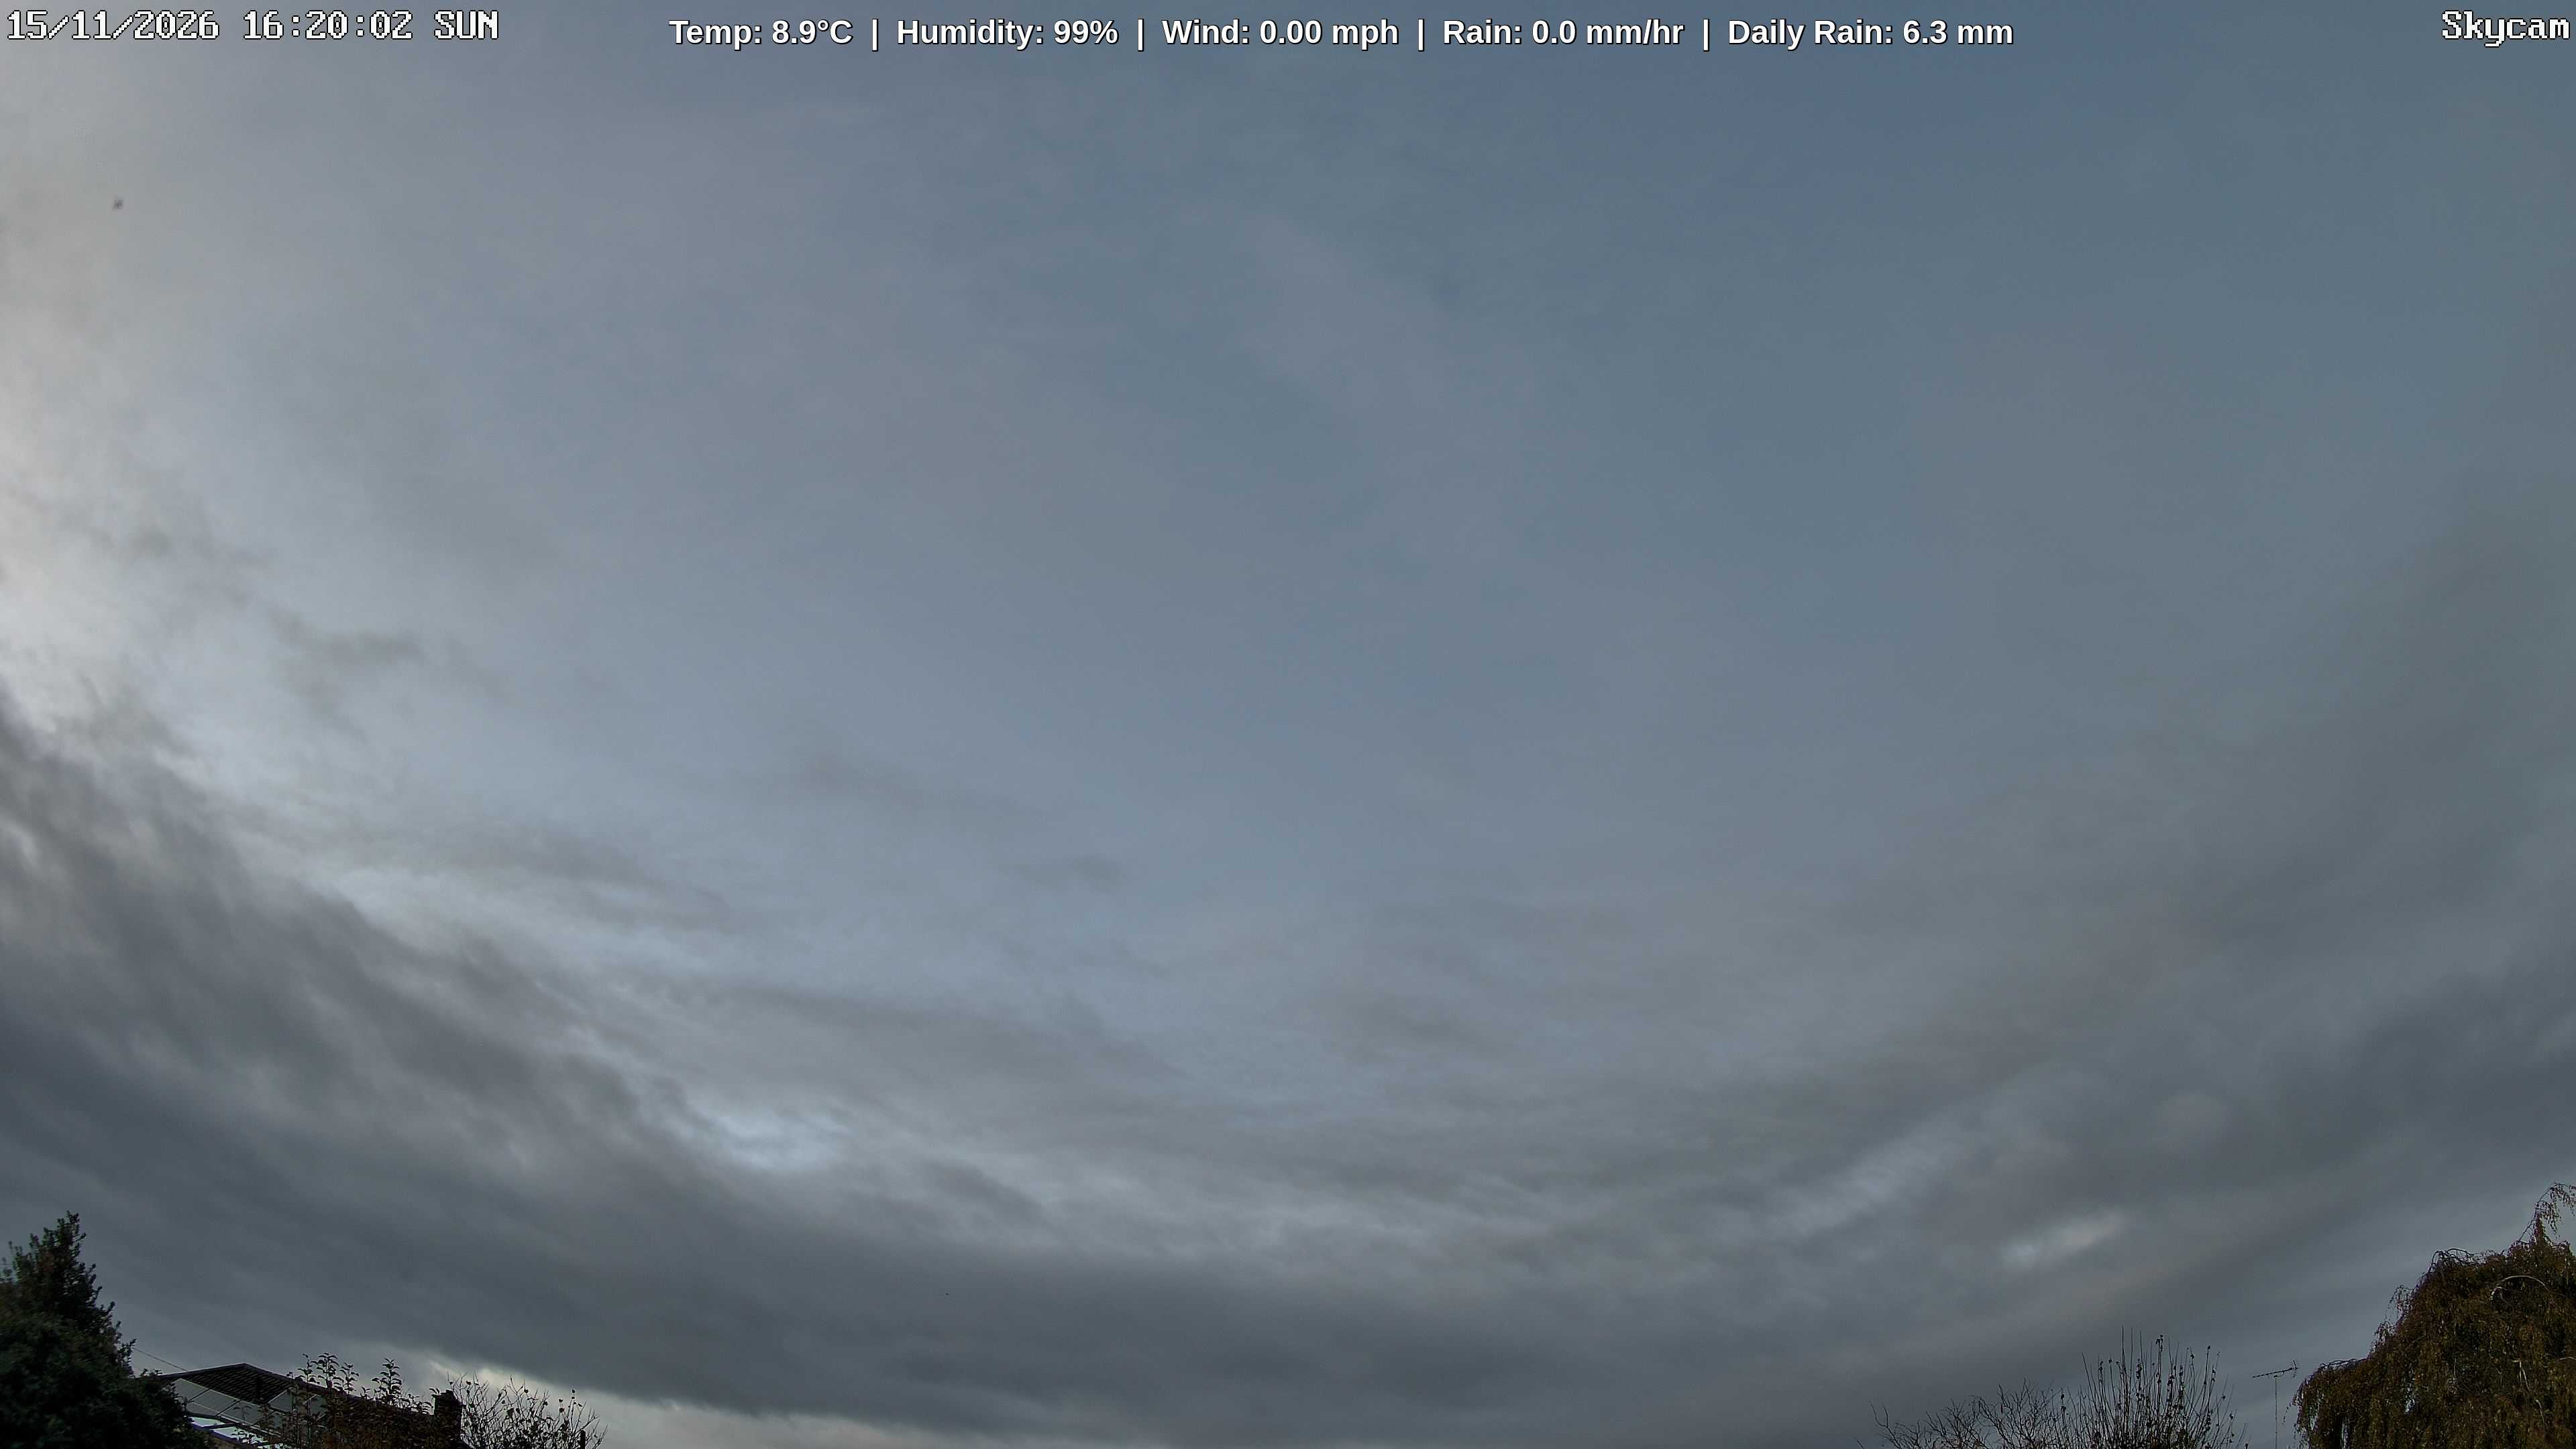 15/11/2026 16:20:02 SUN
Temp: 8.9°C | Humidity: 99% | Wind: 0.00 mph | Rain: 0.0 mm/hr | Daily Rain: 6.3 mm
Skycam